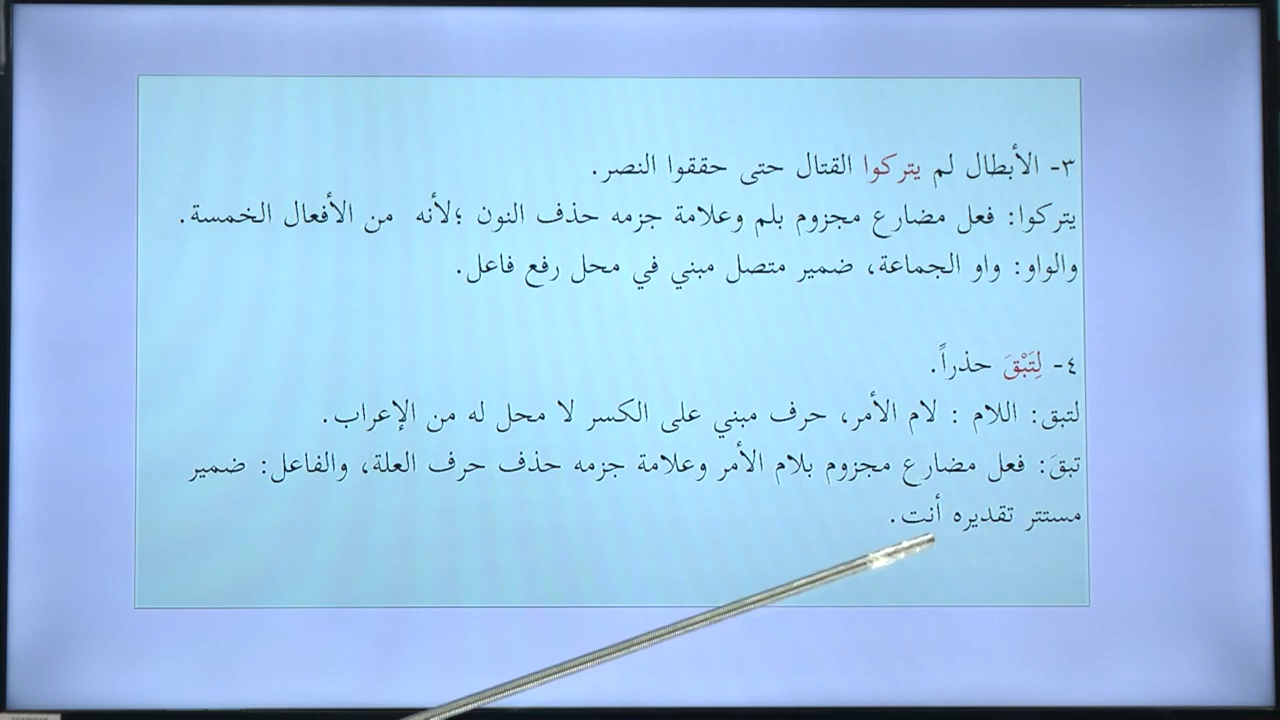 ٣- الأبطال لم يتركوا القتال حتى حققوا النصر.
يتركوا: فعل مضارع مجزوم بلم وعلامة جزمه حذف النون ؛لأنه من الأفعال الخمسة.
والواو: واو الجماعة، ضمير متصل مبني في محل رفع فاعل.
٤- لِتَبْقَ حذراً.
لتبق: اللام : لام الأمر، حرف مبني على الكسر لا محل له من الإعراب.
تبقَ: فعل مضارع مجزوم بلام الأمر وعلامة جزمه حذف حرف العلة، والفاعل: ضمير
مستتر تقديره أنت.